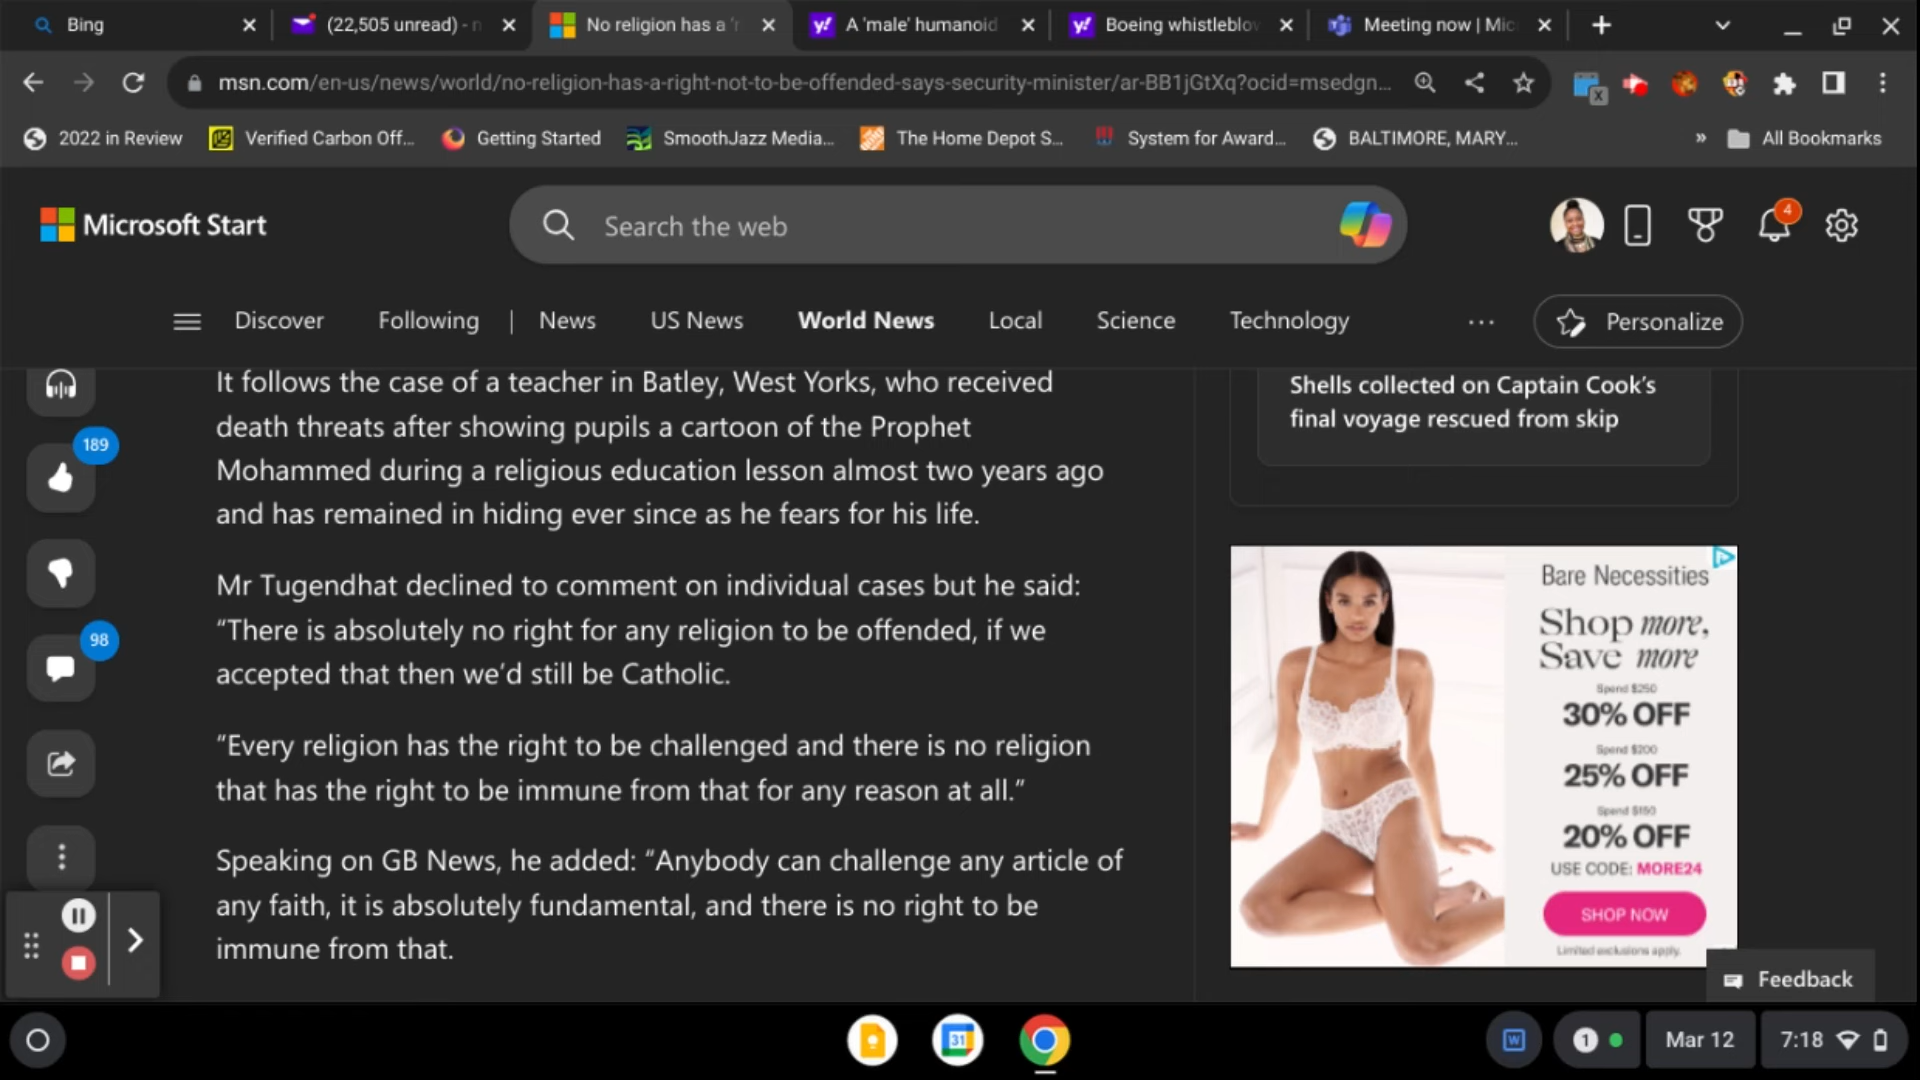 Bing
(22,505 unread) - n
No religion has a 'r
A 'male' humanoid
Boeing whistleblov
Meeting now | Mic
msn.com/en-us/news/world/no-religion-has-a-right-not-to-be-offended-says-security-minister/ar-BB1jGtXq?ocid=msedgn...
2022 in Review
Verified Carbon Off...
Getting Started
SmoothJazz Media...
The Home Depot S...
System for Award...
BALTIMORE, MARY...
» All Bookmarks
Microsoft Start
Search the web
4
Discover
Following
News
US News
World News
Local
Science
Technology
...
Personalize
It follows the case of a teacher in Batley, West Yorks, who received
death threats after showing pupils a cartoon of the Prophet
Mohammed during a religious education lesson almost two years ago
and has remained in hiding ever since as he fears for his life.
Mr Tugendhat declined to comment on individual cases but he said:
“There is absolutely no right for any religion to be offended, if we
accepted that then we’d still be Catholic.
“Every religion has the right to be challenged and there is no religion
that has the right to be immune from that for any reason at all.”
Speaking on GB News, he added: “Anybody can challenge any article of
any faith, it is absolutely fundamental, and there is no right to be
immune from that.
189
98
Shells collected on Captain Cook’s
final voyage rescued from skip
Bare Necessities
Shop more,
Save more
Spend $250
30% OFF
Spend $200
25% OFF
Spend $150
20% OFF
USE CODE: MORE24
SHOP NOW
Limited exclusions apply.
Feedback
31
W
1
Mar 12
7:18